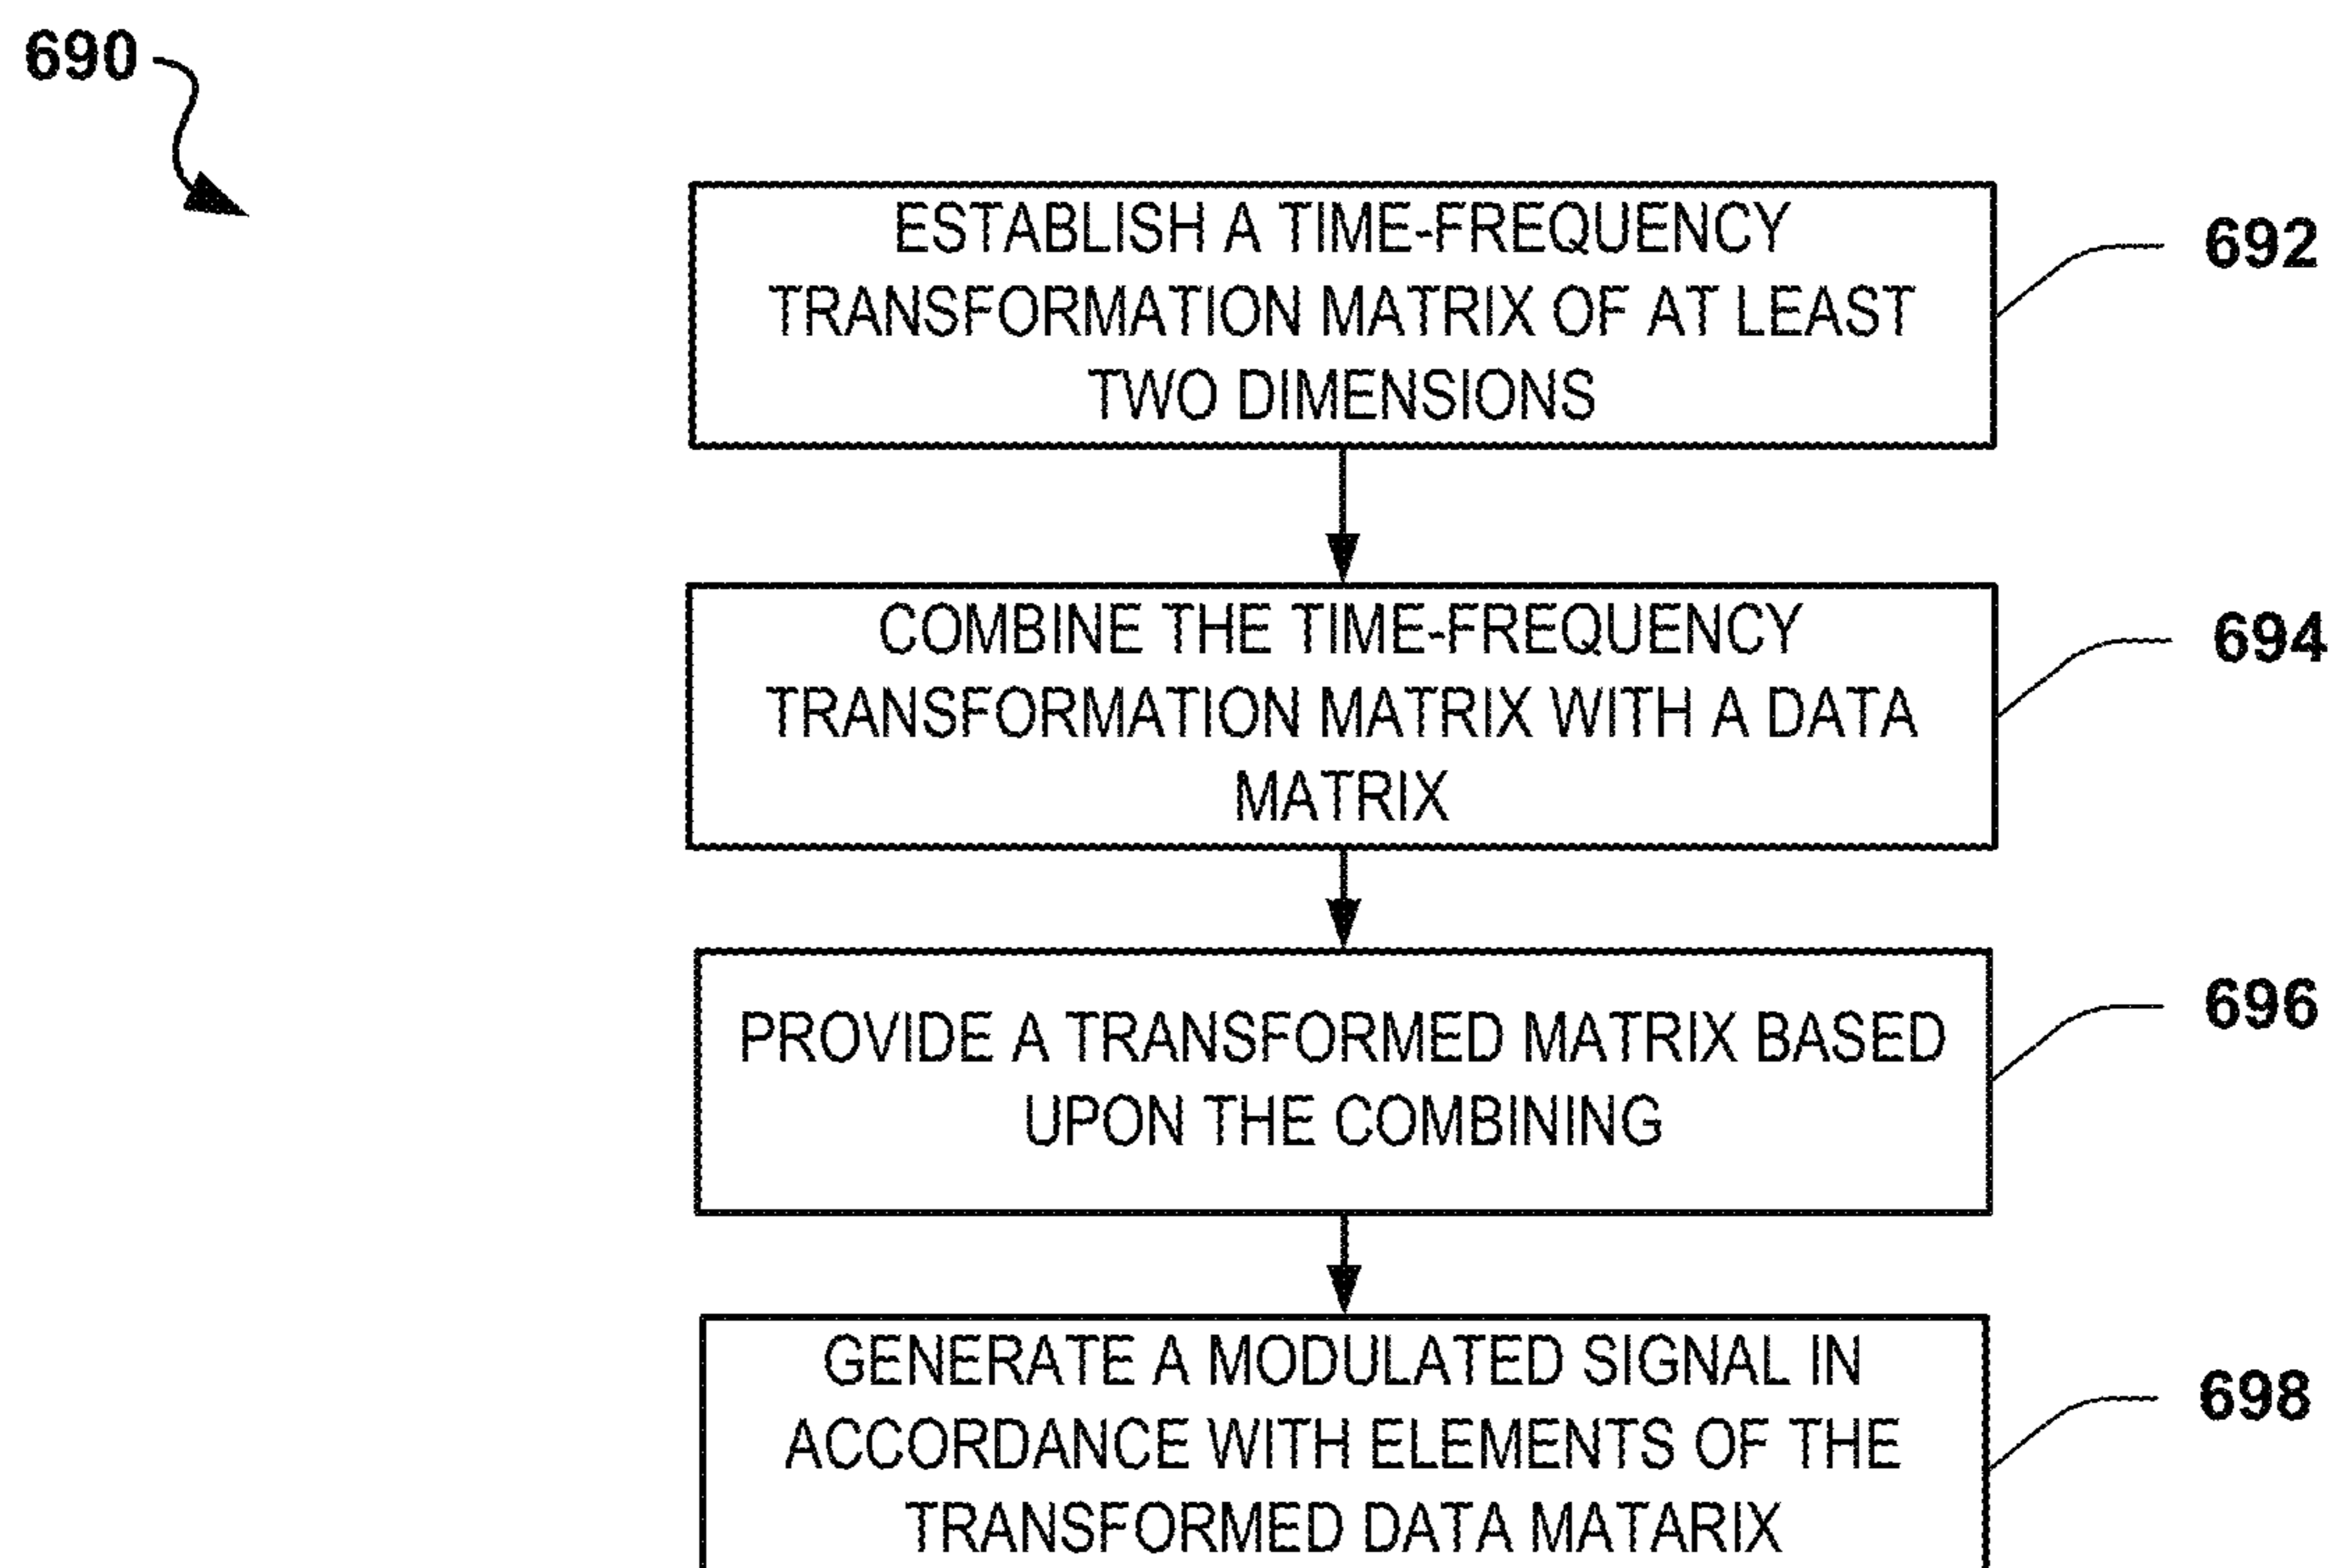 690
ESTABLISH A TIME-FREQUENCY
TRANSFORMATION MATRIX OF AT LEAST
TWO DIMENSIONS
692
COMBINE THE TIME-FREQUENCY
TRANSFORMATION MATRIX WITH A DATA
MATRIX
694
PROVIDE A TRANSFORMED MATRIX BASED
UPON THE COMBINING
696
GENERATE A MODULATED SIGNAL IN
ACCORDANCE WITH ELEMENTS OF THE
TRANSFORMED DATA MATARIX
698